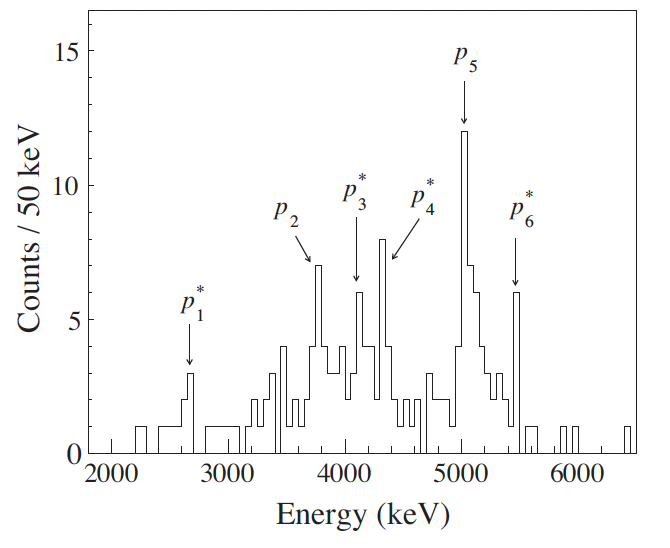 15
p5
p3*
p4*
p2
p6*
10
p1*
5
0
Counts / 50 keV
2000 3000 4000 5000 6000
Energy (keV)